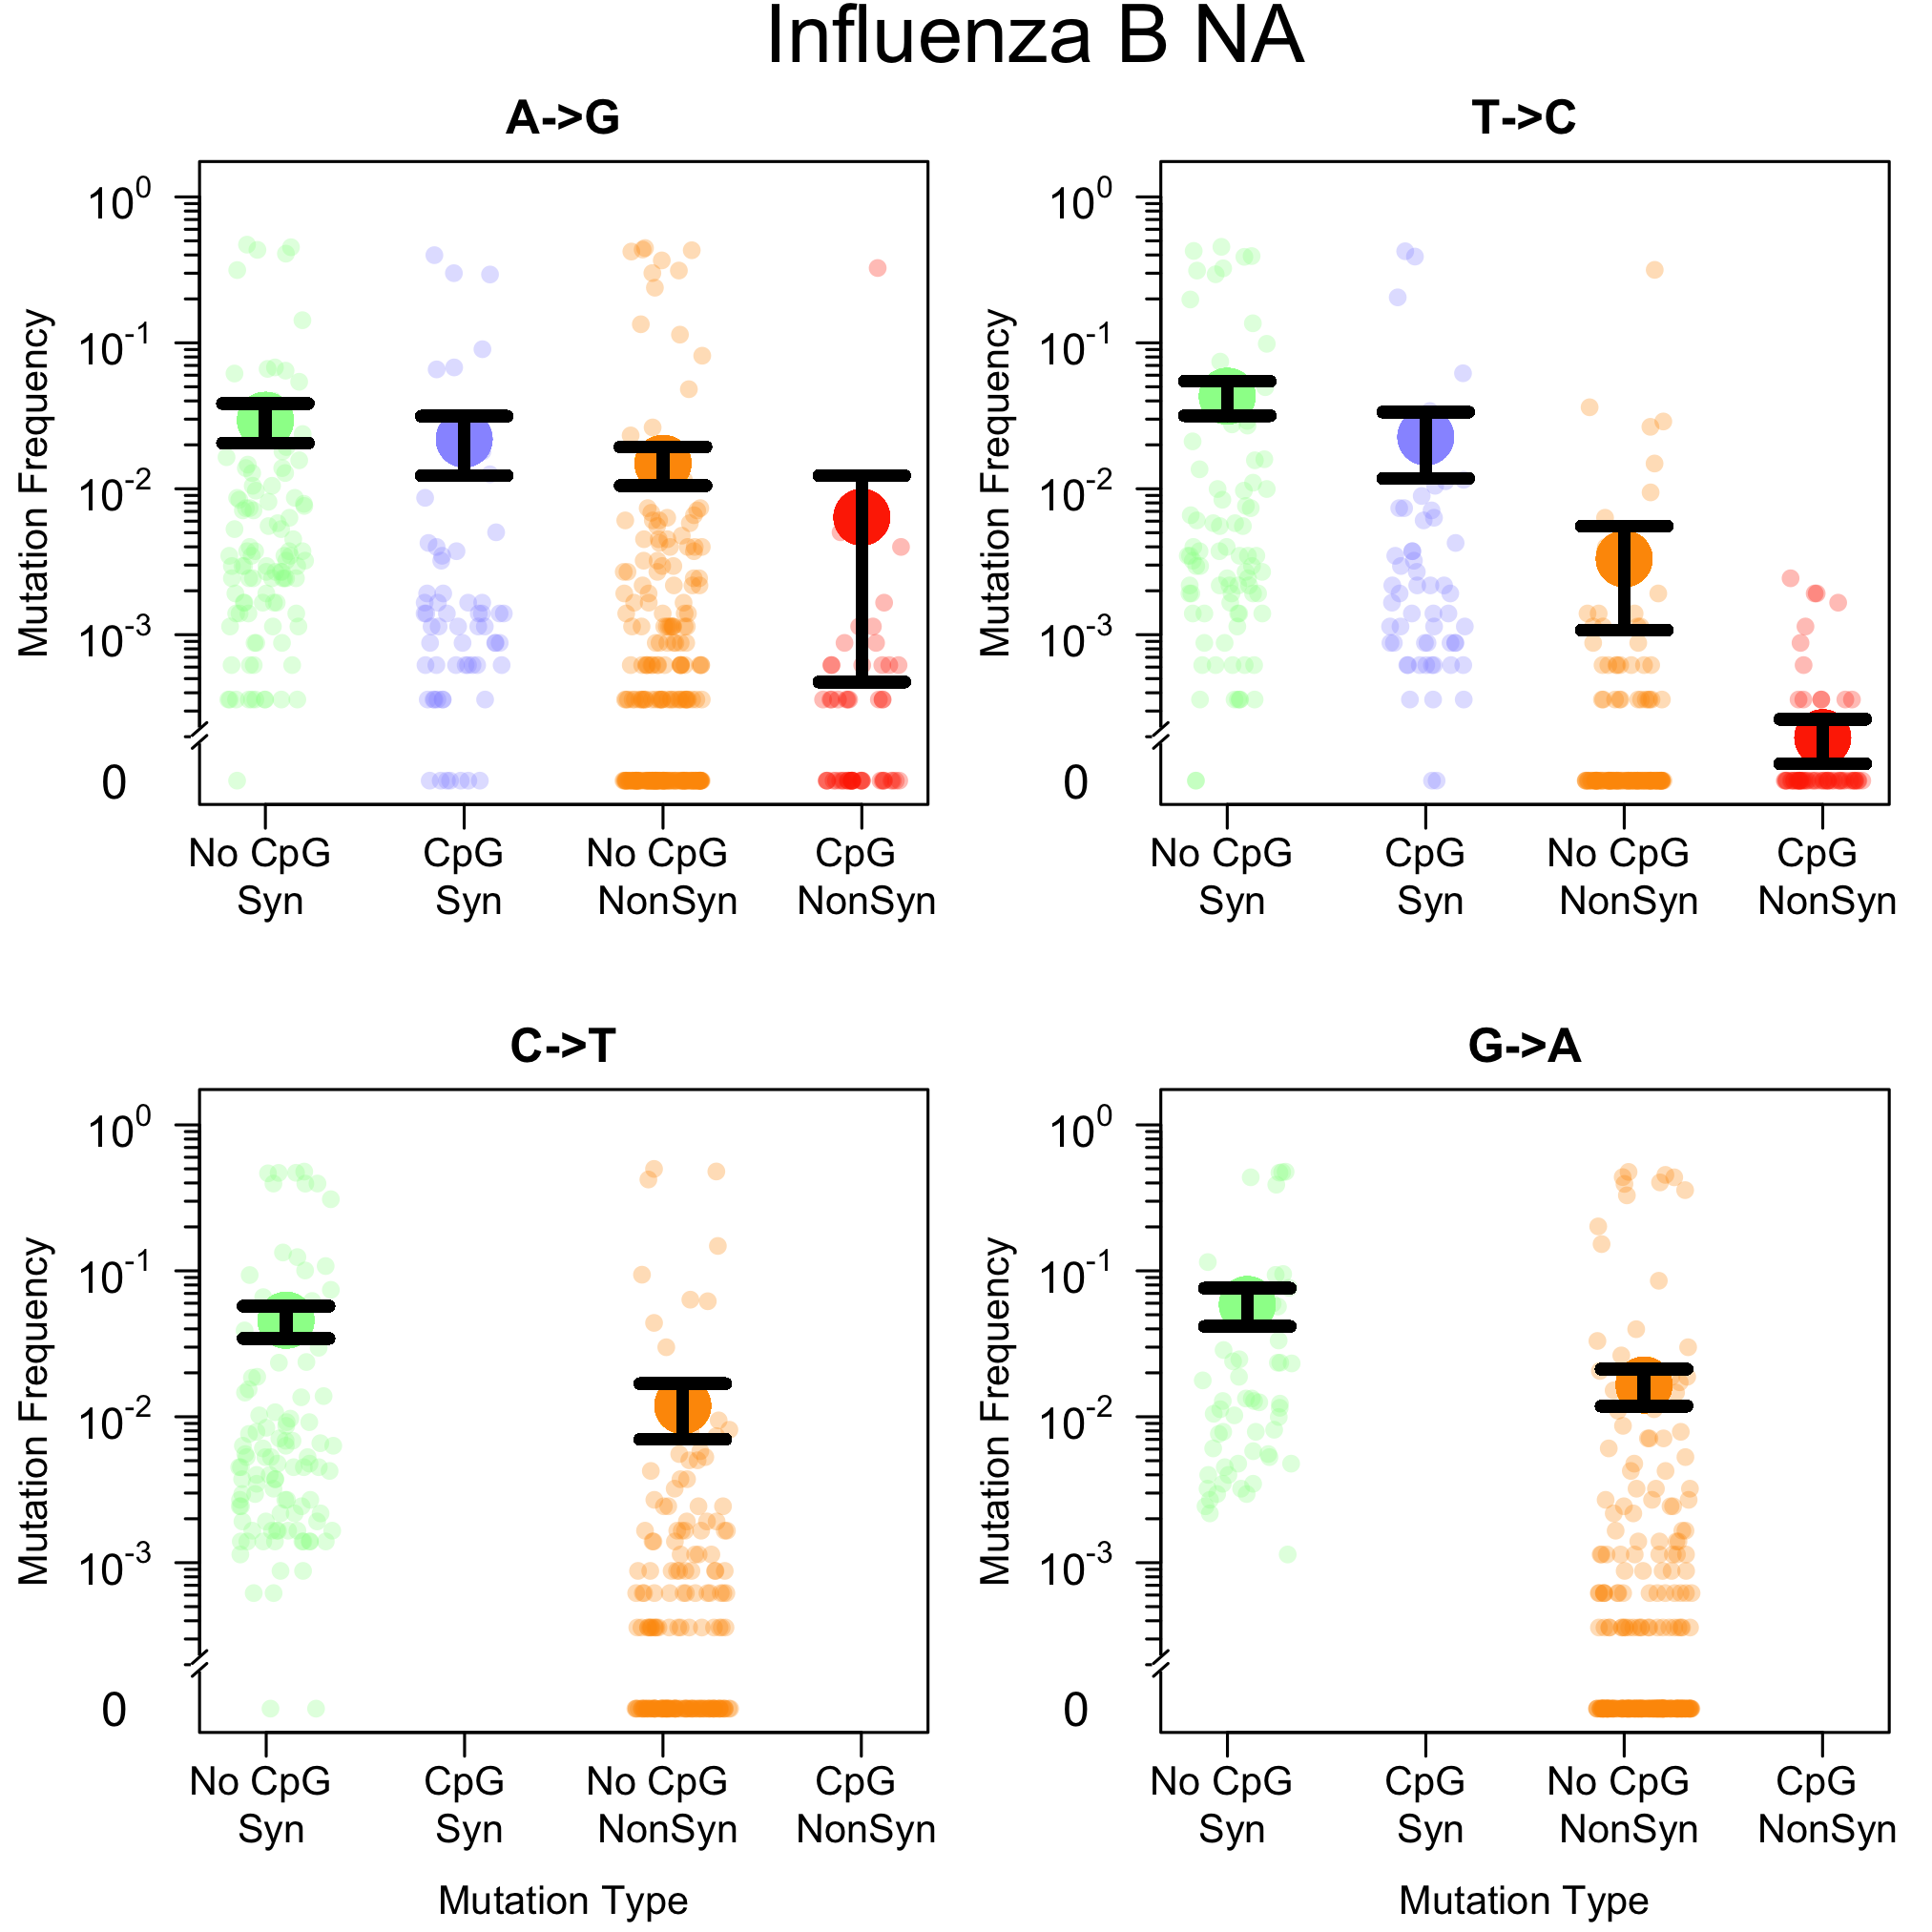 Influenza B NA
A->G
T->C
Mutation Frequency
10^0
10^-1
10^-2
10^-3
0
No CpG Syn
CpG Syn
No CpG NonSyn
CpG NonSyn
Mutation Frequency
10^0
10^-1
10^-2
10^-3
0
No CpG Syn
CpG Syn
No CpG NonSyn
CpG NonSyn
C->T
G->A
Mutation Frequency
10^0
10^-1
10^-2
10^-3
0
No CpG Syn
CpG Syn
No CpG NonSyn
CpG NonSyn
Mutation Type
Mutation Frequency
10^0
10^-1
10^-2
10^-3
0
No CpG Syn
CpG Syn
No CpG NonSyn
CpG NonSyn
Mutation Type